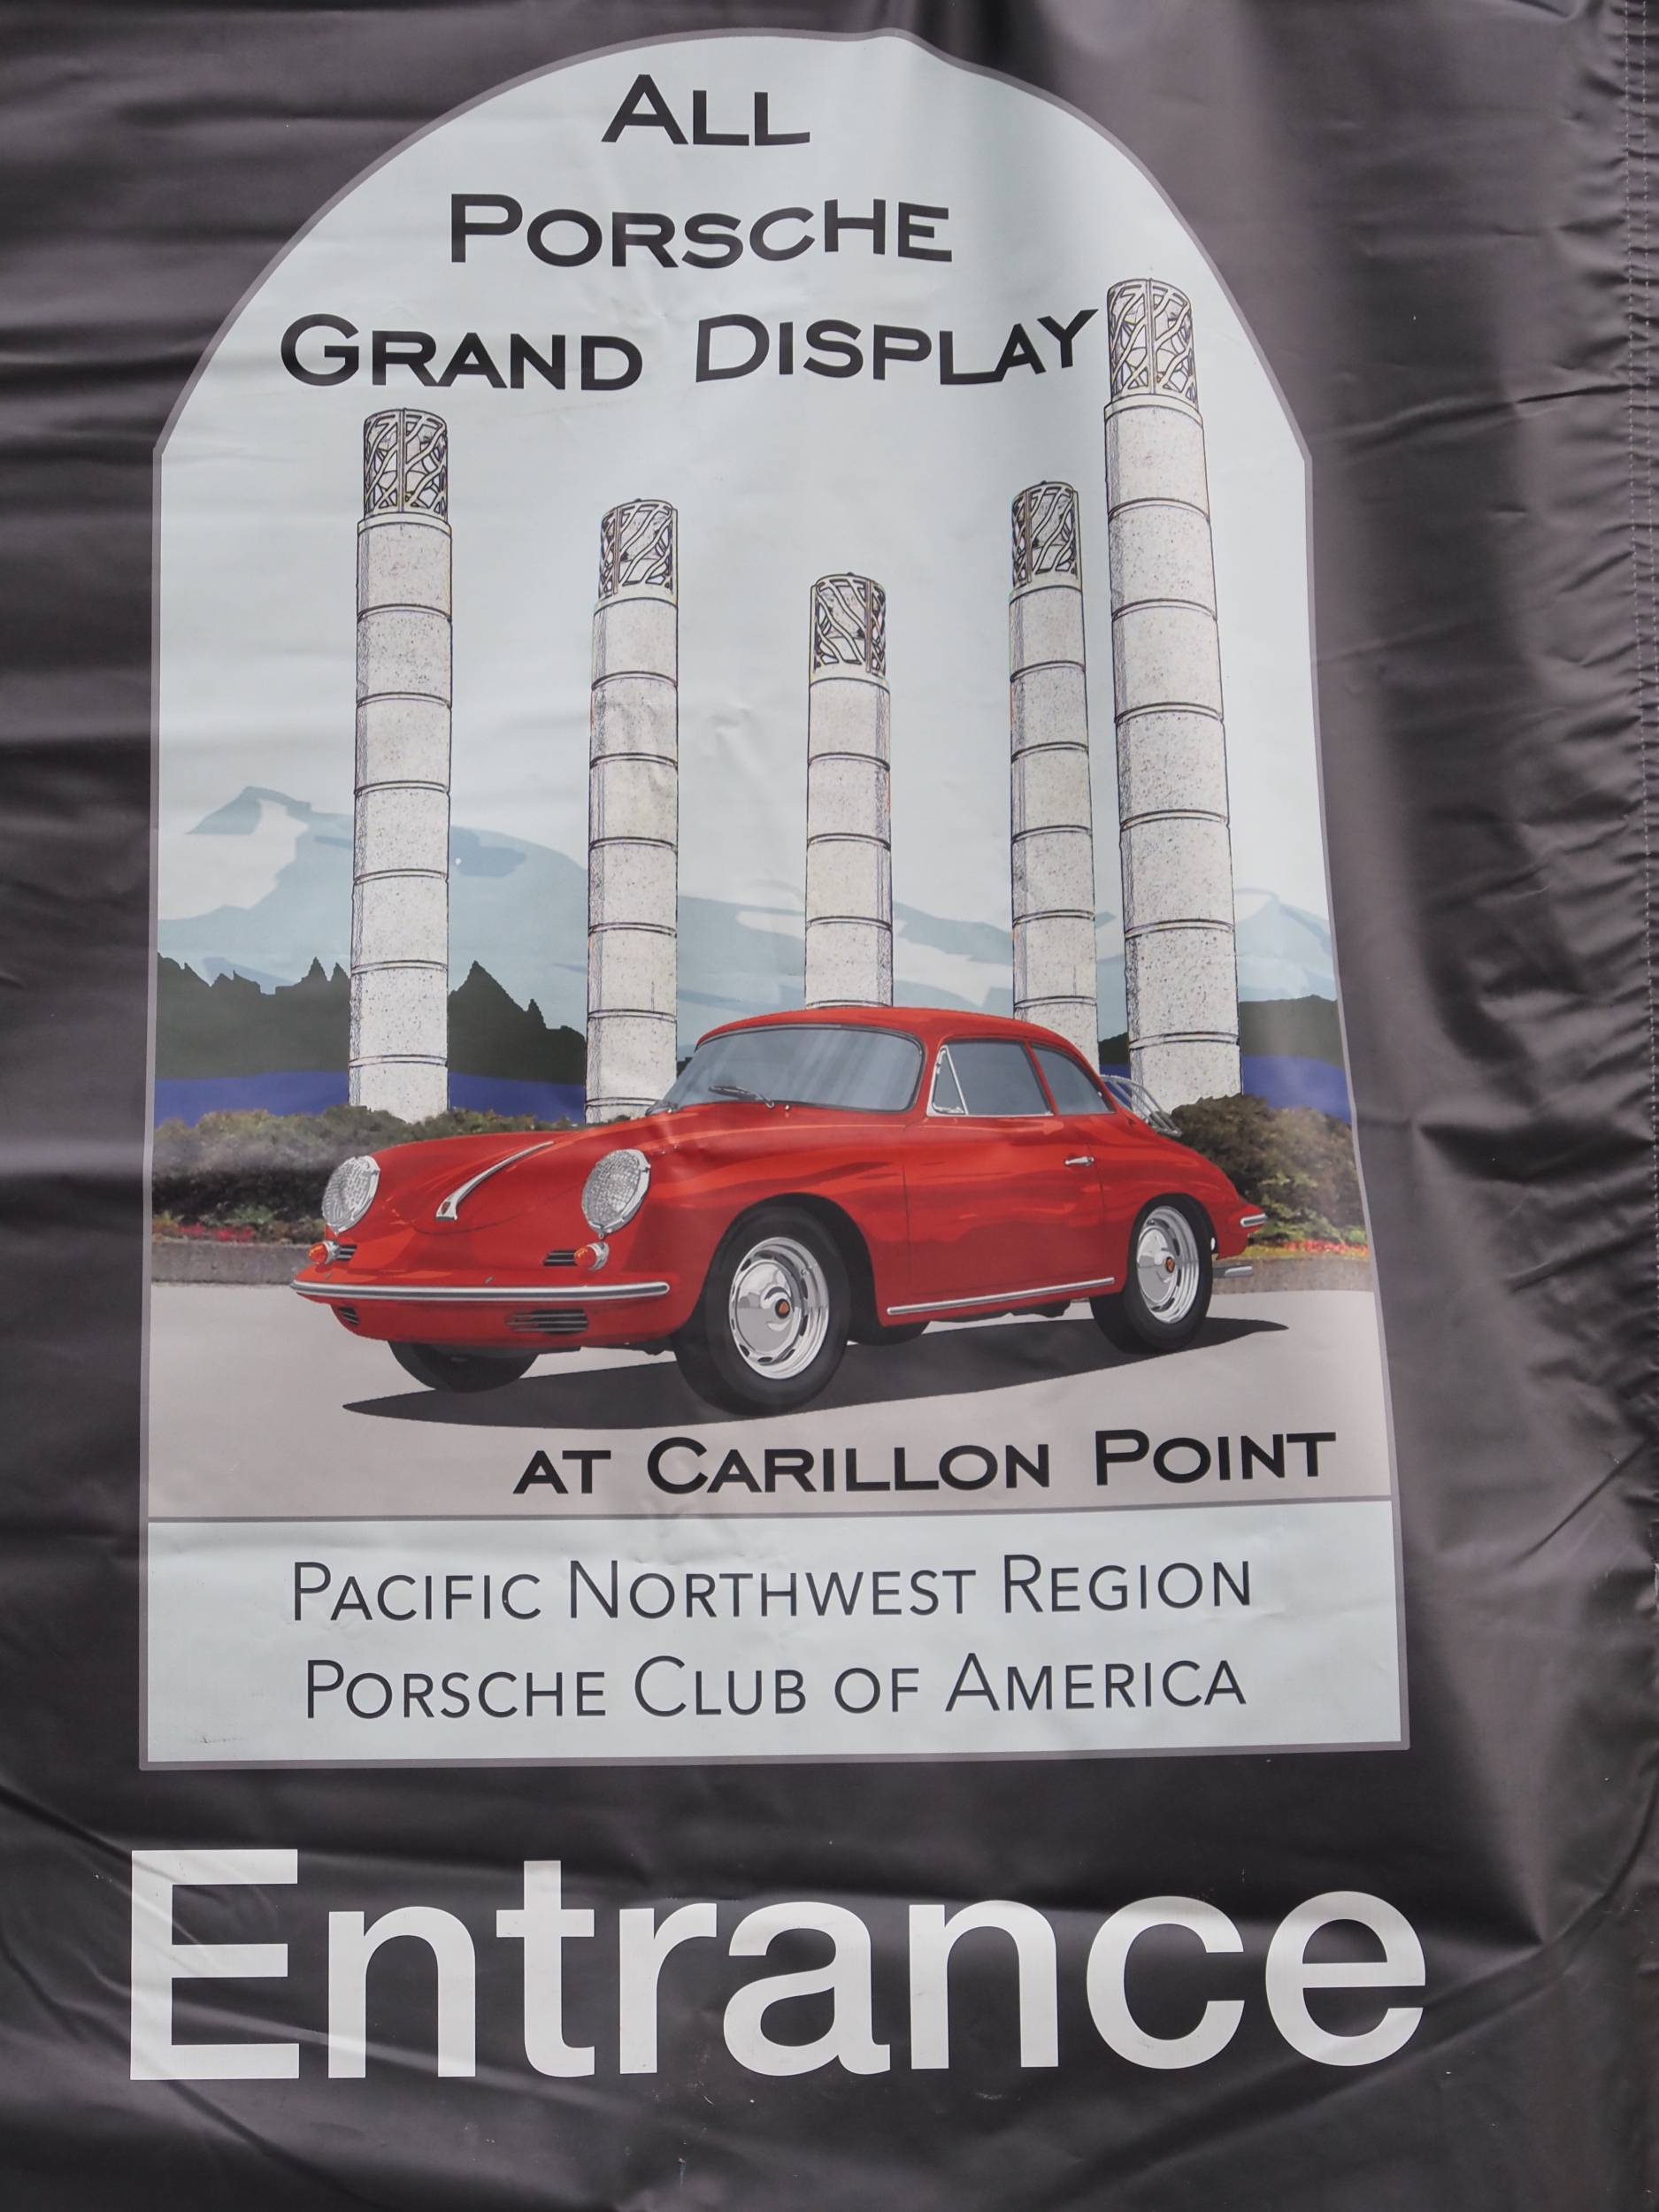 ALL
PORSCHE
GRAND DISPLAY
AT CARILLON POINT
PACIFIC NORTHWEST REGION
PORSCHE CLUB OF AMERICA
Entrance